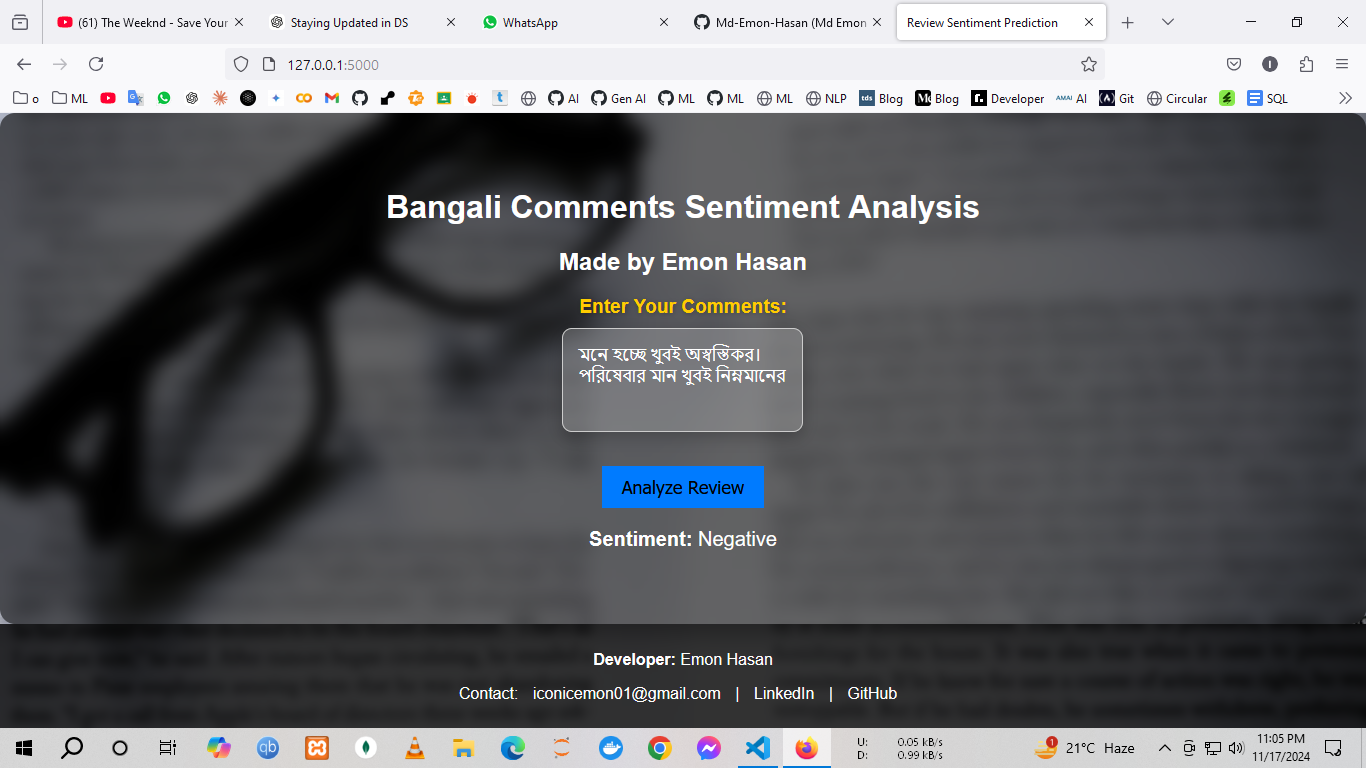 (61) The Weeknd - Save Your
Staying Updated in DS
WhatsApp
Md-Emon-Hasan (Md Emon
Review Sentiment Prediction
127.0.0.1:5000
o ML AI Gen AI ML ML ML NLP tds Blog Blog Developer AMAI AI Git Circular SQL
Bangali Comments Sentiment Analysis
Made by Emon Hasan
Enter Your Comments:
মনে হচ্ছে খুবই অস্বস্তিকর।
পরিষেবার মান খুবই নিম্নমানের
Analyze Review
Sentiment: Negative
Developer: Emon Hasan
Contact: iconicemon01@gmail.com | LinkedIn | GitHub
qb
U: 0.05 kB/s
D: 0.99 kB/s
1
21°C Haze
11:05 PM
11/17/2024